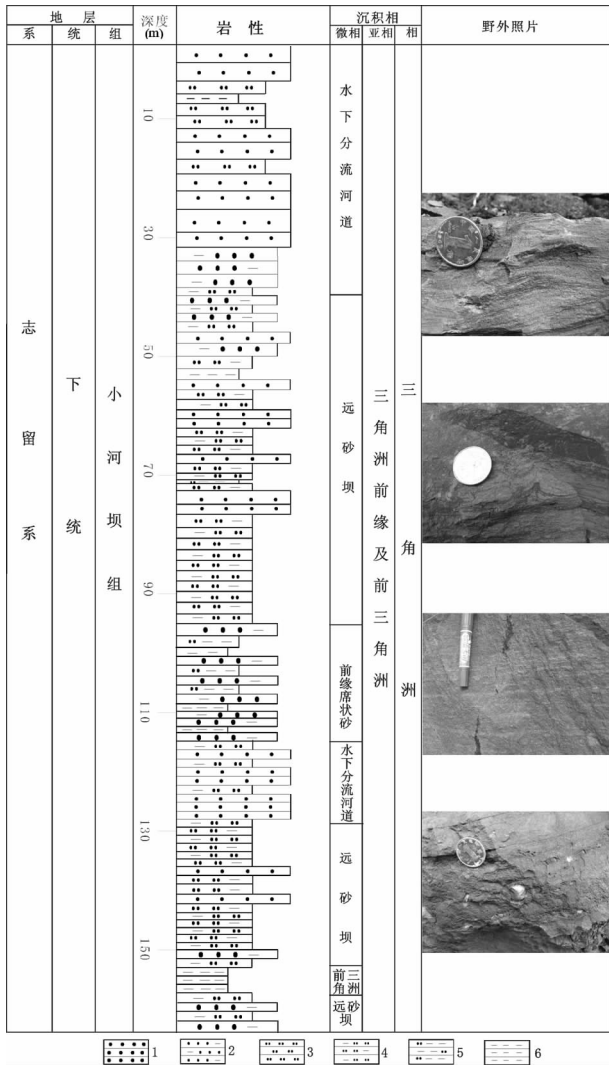 地 层
深度
(m)
岩 性
沉积相
野外照片
系
统
组
微相
亚相
相
志留系
下统
小河坝组
10
30
50
70
90
110
130
150
水下分流河道
远砂坝
前缘席状砂
水下分流河道
远砂坝
前三
角洲
远砂
坝
三角洲前缘及前三角洲
三角洲
1
2
3
4
5
6